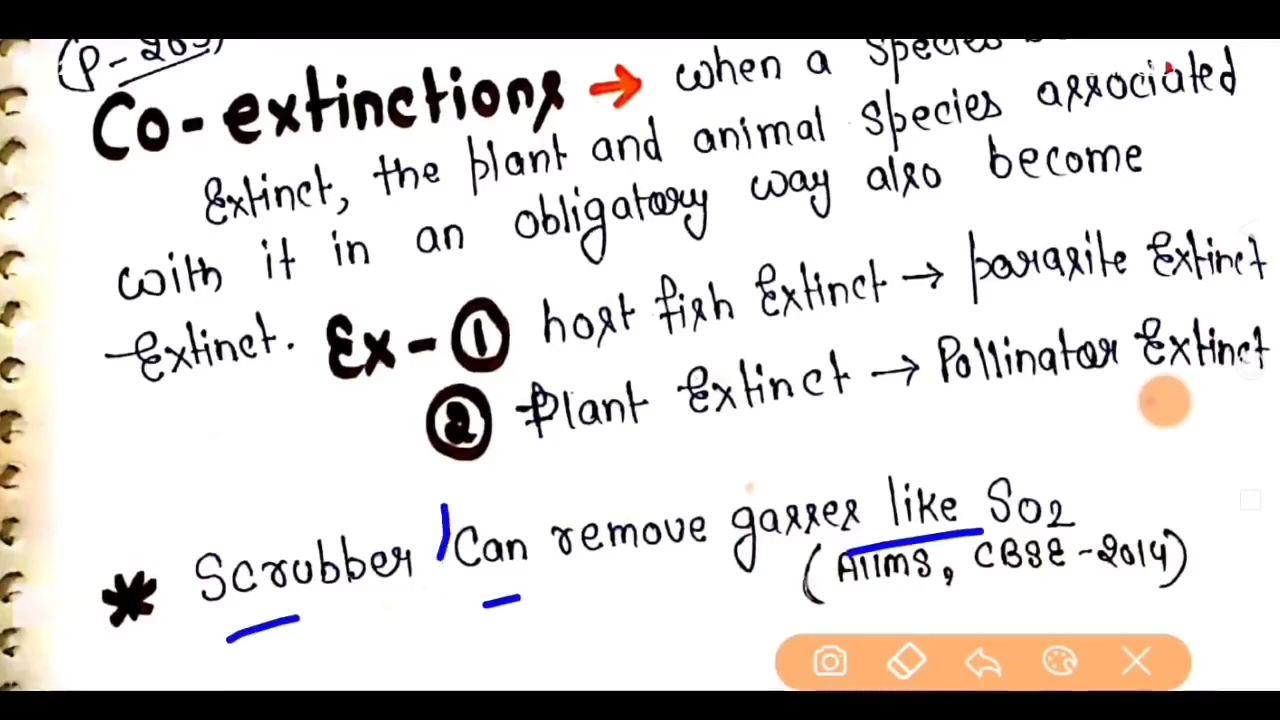 (P-203)
Co-extinctions → when a species
Extinct, the plant and animal species associated
with it in an obligatory way also become
Extinct. Ex- ① host fish Extinct → parasite Extinct
② Plant Extinct → Pollinator Extinct
* Scrubber can remove gasses like SO2
(AIIMS, CBSE-2014)